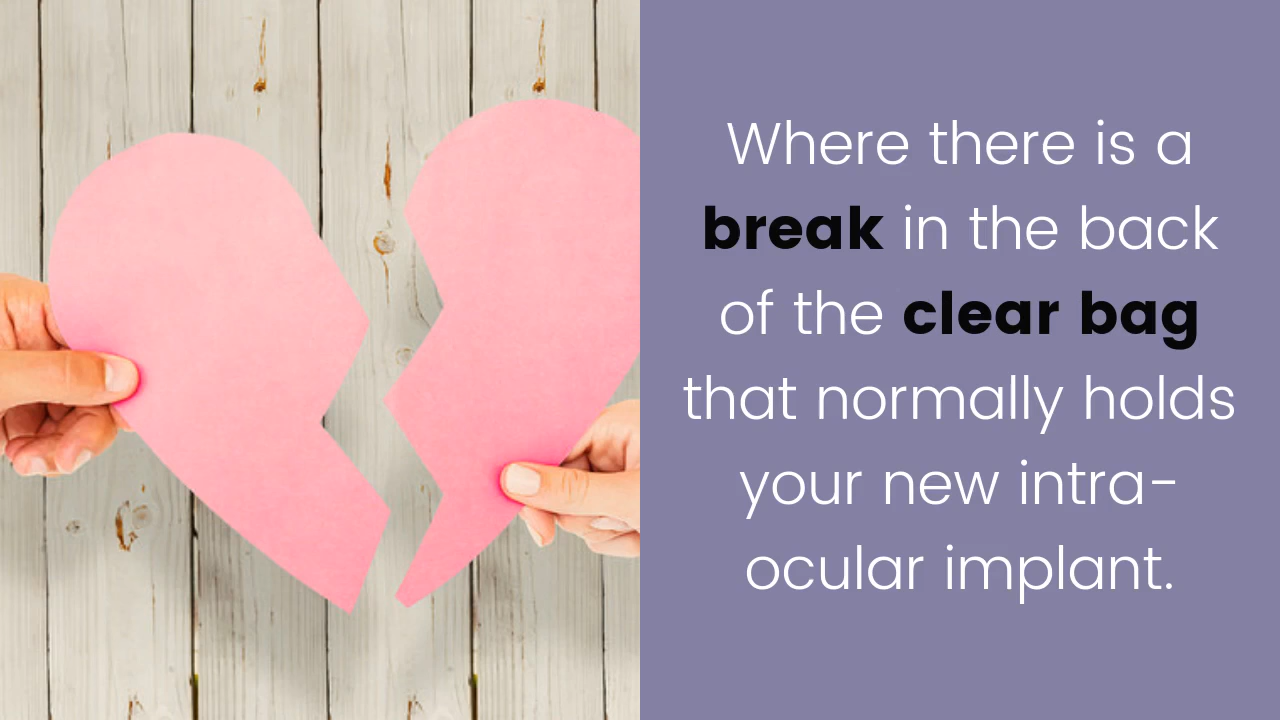 Where there is a
break in the back
of the clear bag
that normally holds
your new intra-
ocular implant.